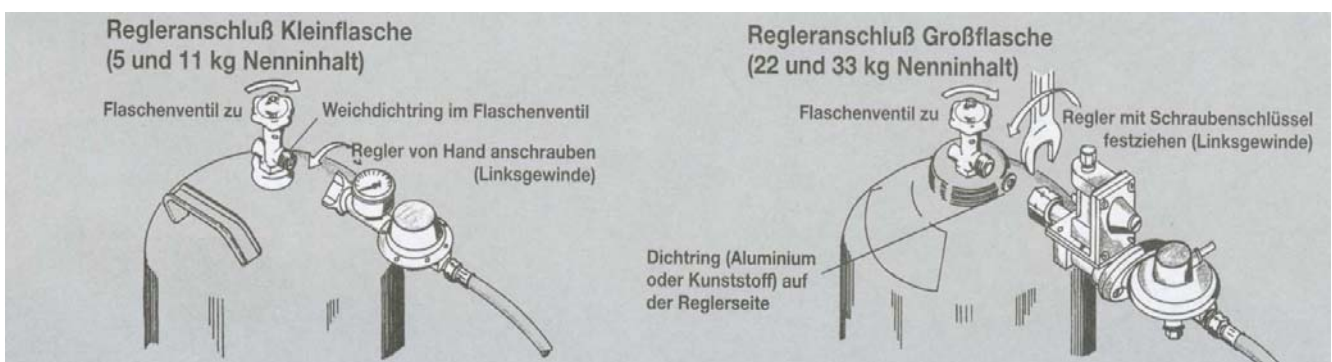 Regleranschluß Kleinflasche
(5 und 11 kg Nenninhalt)
Flaschenventil zu
Weichdichtring im Flaschenventil
Regler von Hand anschrauben
(Linksgewinde)
Regleranschluß Großflasche
(22 und 33 kg Nenninhalt)
Flaschenventil zu
Regler mit Schraubenschlüssel
festziehen (Linksgewinde)
Dichtring (Aluminium
oder Kunststoff) auf
der Reglerseite